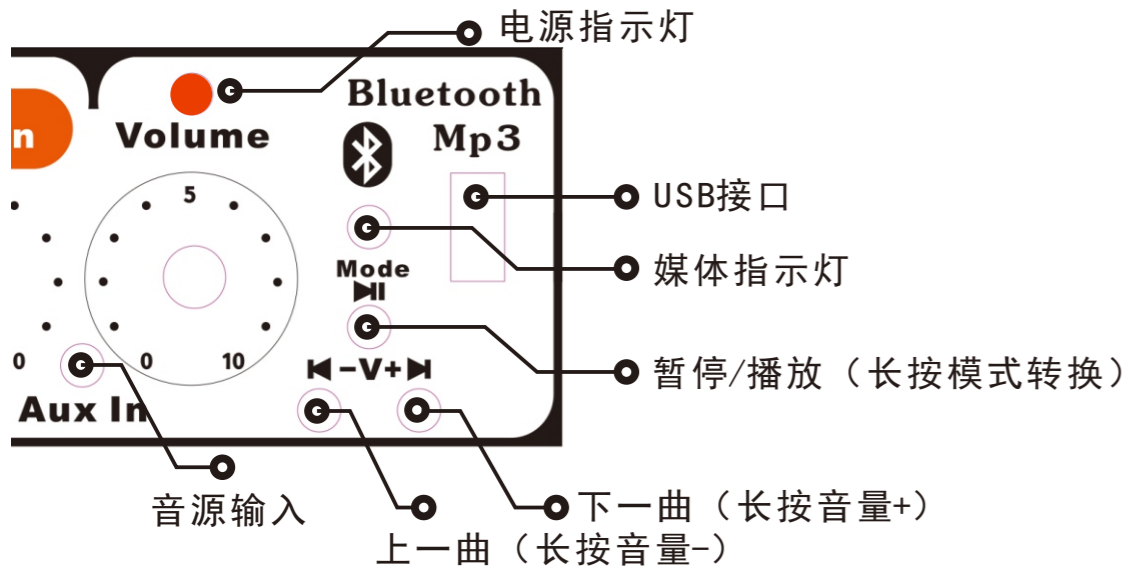 电源指示灯
Bluetooth
Mp3
n
Volume
5
USB接口
媒体指示灯
Mode
0
0
10
-V+
暂停/播放（长按模式转换）
Aux In
音源输入
下一曲（长按音量+）
上一曲（长按音量-）